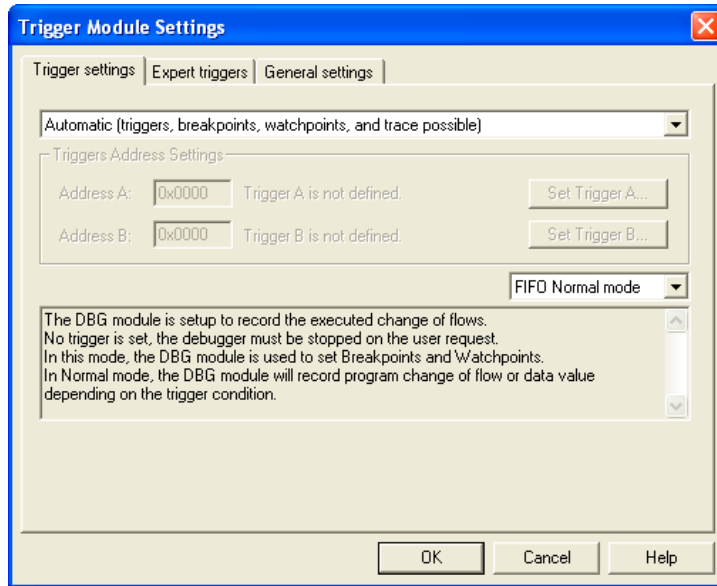 Trigger Module Settings
Trigger settings Expert triggers General settings
Automatic (triggers, breakpoints, watchpoints, and trace possible)
Triggers Address Settings
Address A: 0x0000 Trigger A is not defined. Set Trigger A...
Address B: 0x0000 Trigger B is not defined. Set Trigger B...
FIFO Normal mode
The DBG module is setup to record the executed change of flows.
No trigger is set, the debugger must be stopped on the user request.
In this mode, the DBG module is used to set Breakpoints and Watchpoints.
In Normal mode, the DBG module will record program change of flow or data value
depending on the trigger condition.
OK Cancel Help